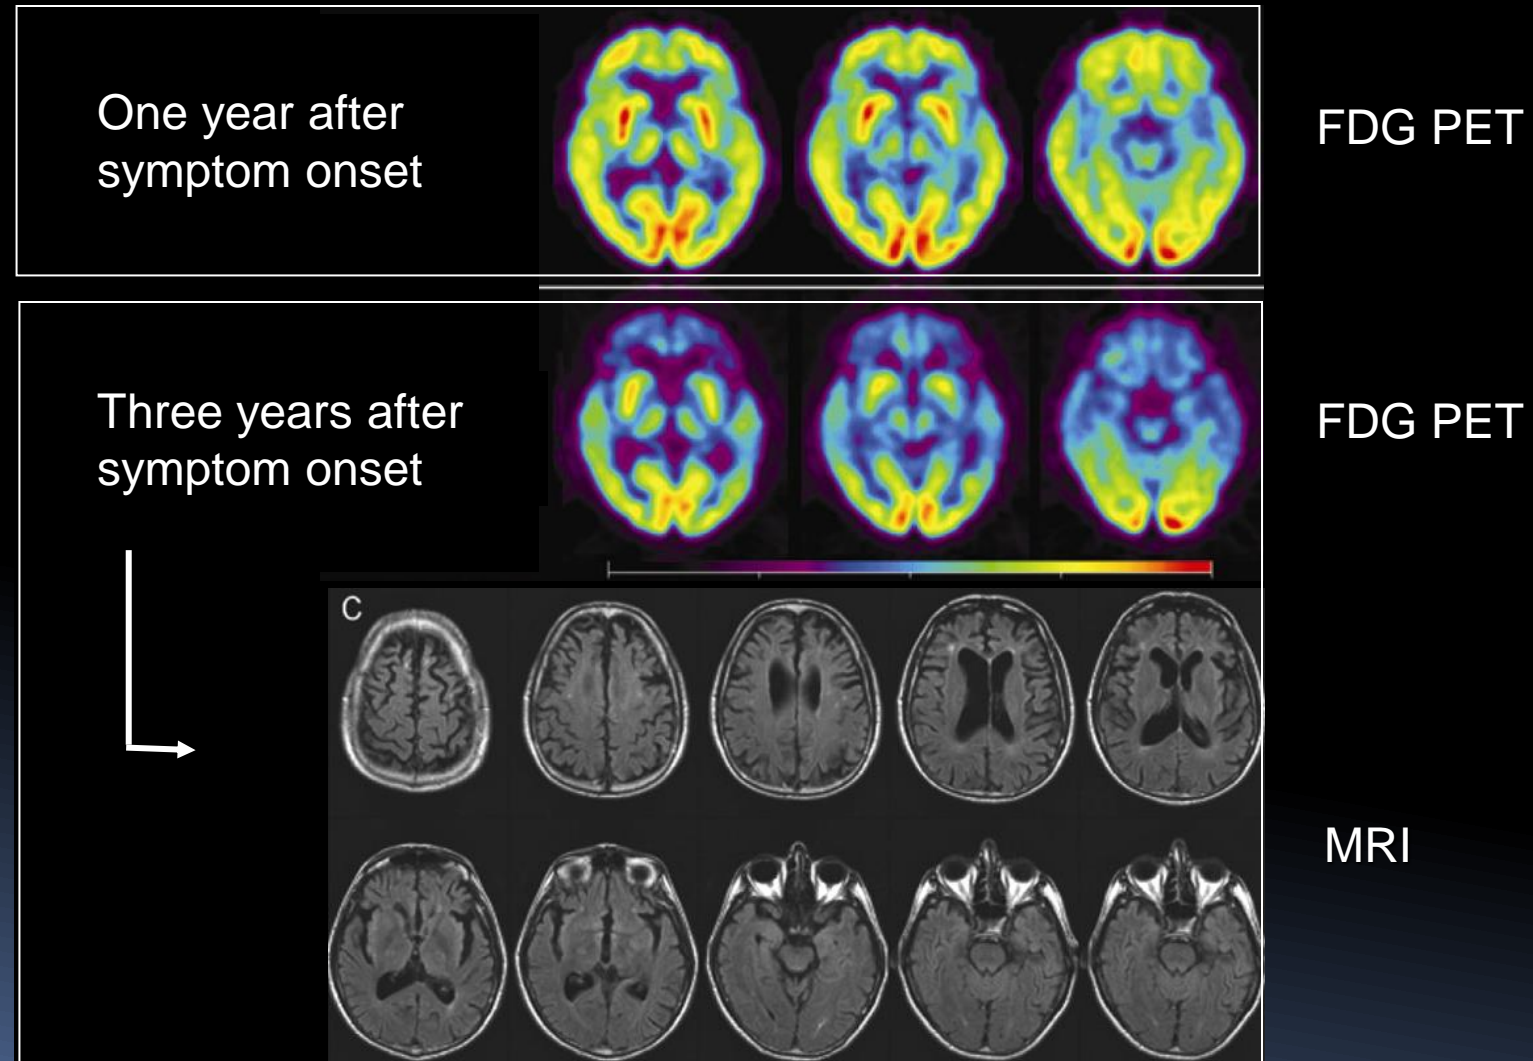 One year after
symptom onset
FDG PET
Three years after
symptom onset
FDG PET
C
MRI